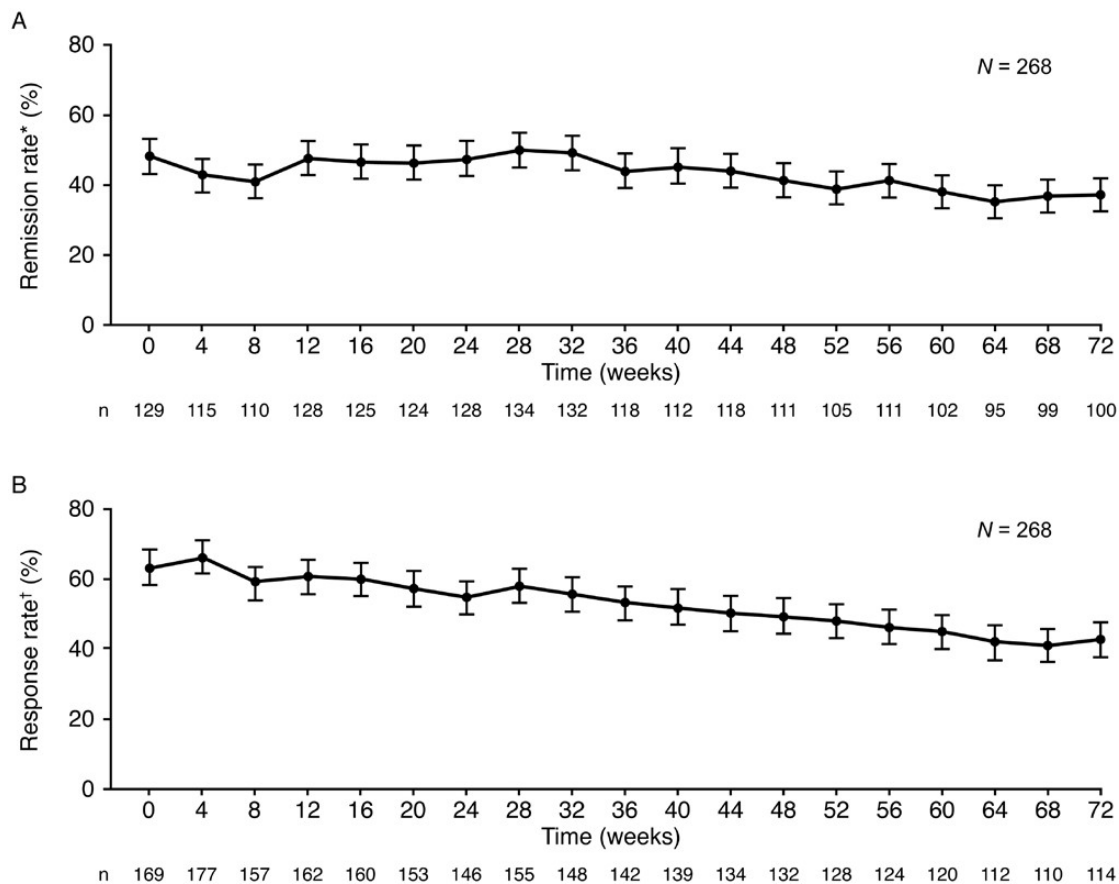 A
Remission rate* (%)
80
60
40
20
0
N = 268
0 4 8 12 16 20 24 28 32 36 40 44 48 52 56 60 64 68 72
Time (weeks)
n 129 115 110 128 125 124 128 134 132 118 112 118 111 105 111 102 95 99 100
B
Response rate† (%)
80
60
40
20
0
N = 268
0 4 8 12 16 20 24 28 32 36 40 44 48 52 56 60 64 68 72
Time (weeks)
n 169 177 157 162 160 153 146 155 148 142 139 134 132 128 124 120 112 110 114